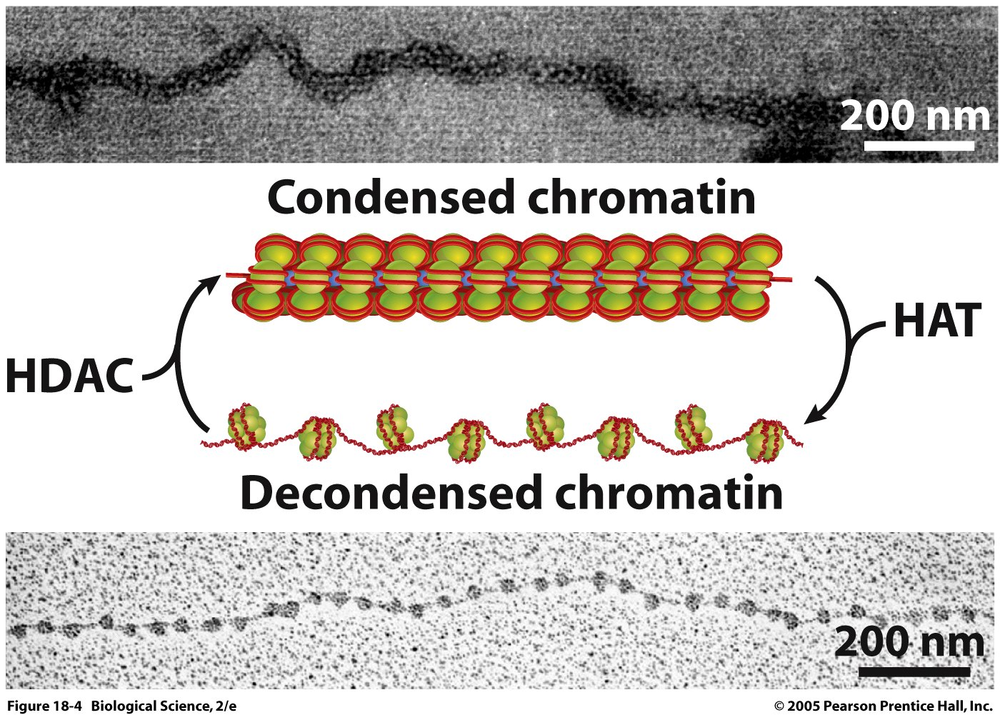 200 nm
Condensed chromatin
HAT
HDAC
Decondensed chromatin
200 nm
Figure 18-4 Biological Science, 2/e
© 2005 Pearson Prentice Hall, Inc.